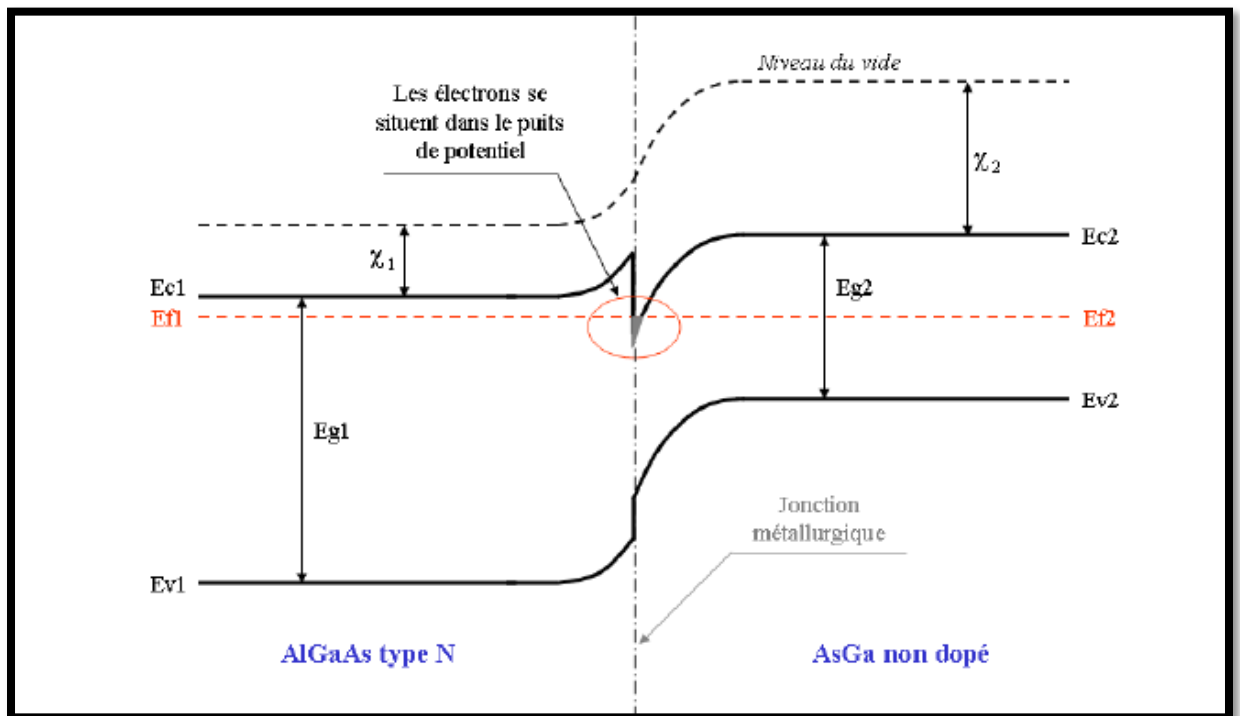 Niveau du vide
Les électrons se
situent dans le puits
de potentiel
χ2
χ1
Ec2
Ec1
Eg2
Ef1
Ef2
Ev2
Eg1
Jonction
métallurgique
Ev1
AlGaAs type N
AsGa non dopé